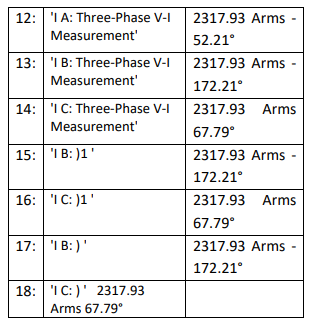 12: 'I A: Three-Phase V-I 2317.93 Arms -
Measurement' 52.21°
13: 'I B: Three-Phase V-I 2317.93 Arms -
Measurement' 172.21°
14: 'I C: Three-Phase V-I 2317.93 Arms
Measurement' 67.79°
15: 'I B: )1 ' 2317.93 Arms -
172.21°
16: 'I C: )1 ' 2317.93 Arms
67.79°
17: 'I B: ) ' 2317.93 Arms -
172.21°
18: 'I C: ) ' 2317.93
Arms 67.79°